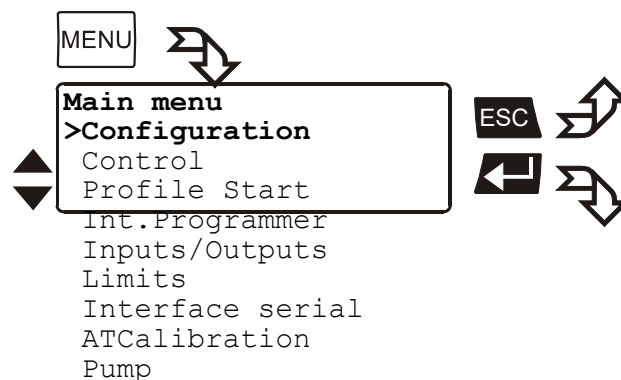 MENU
Main menu
>Configuration
ESC
Control
Profile Start
Int.Programmer
Inputs/Outputs
Limits
Interface serial
ATCalibration
Pump